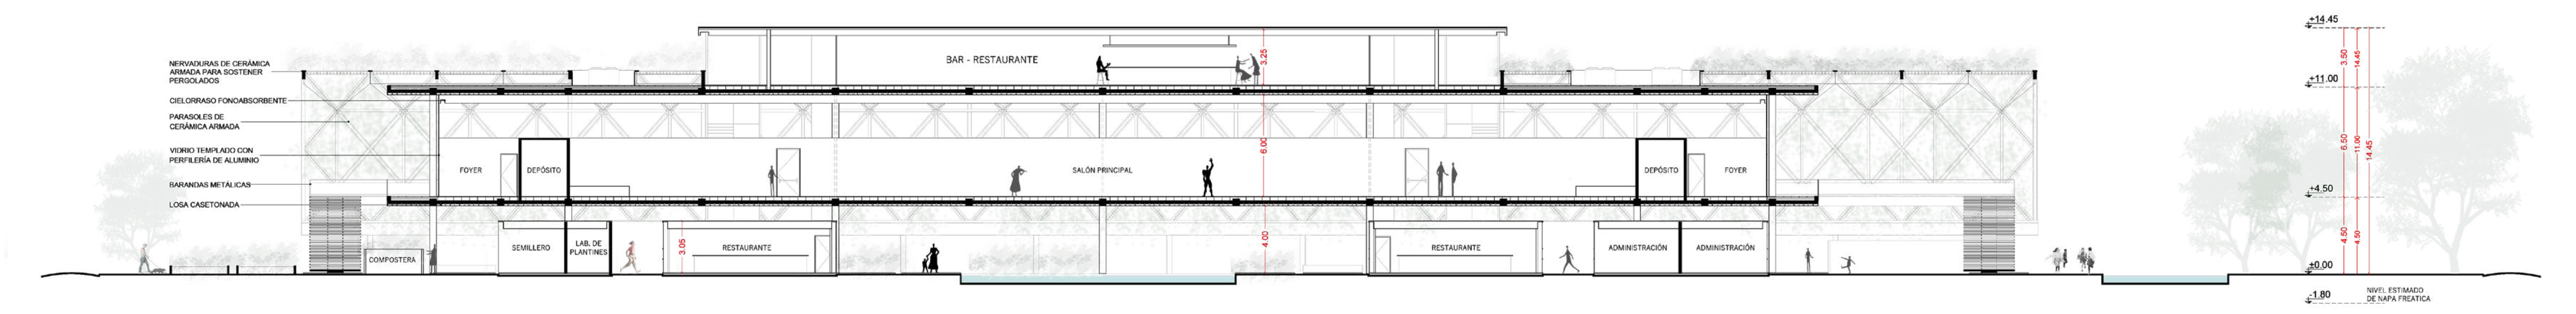 NERVADURAS DE CERÁMICA
ARMADA PARA SOSTENER
PERGOLADOS
CIELORRASO FONOABSORBENTE
PARASOLES DE
CERÁMICA ARMADA
VIDRIO TEMPLADO CON
PERFILERÍA DE ALUMINIO
BARANDAS METÁLICAS
LOSA CASETONADA
BAR - RESTAURANTE
3.25
FOYER
DEPÓSITO
SALÓN PRINCIPAL
6.00
DEPÓSITO
FOYER
COMPOSTERA
SEMILLERO
LAB. DE
PLANTINES
3.05
RESTAURANTE
4.00
RESTAURANTE
ADMINISTRACIÓN
ADMINISTRACIÓN
+14.45
+11.00
+4.50
±0.00
-1.80
3.50
6.50
4.50
14.45
11.00
4.50
14.45
NIVEL ESTIMADO
DE NAPA FREATICA